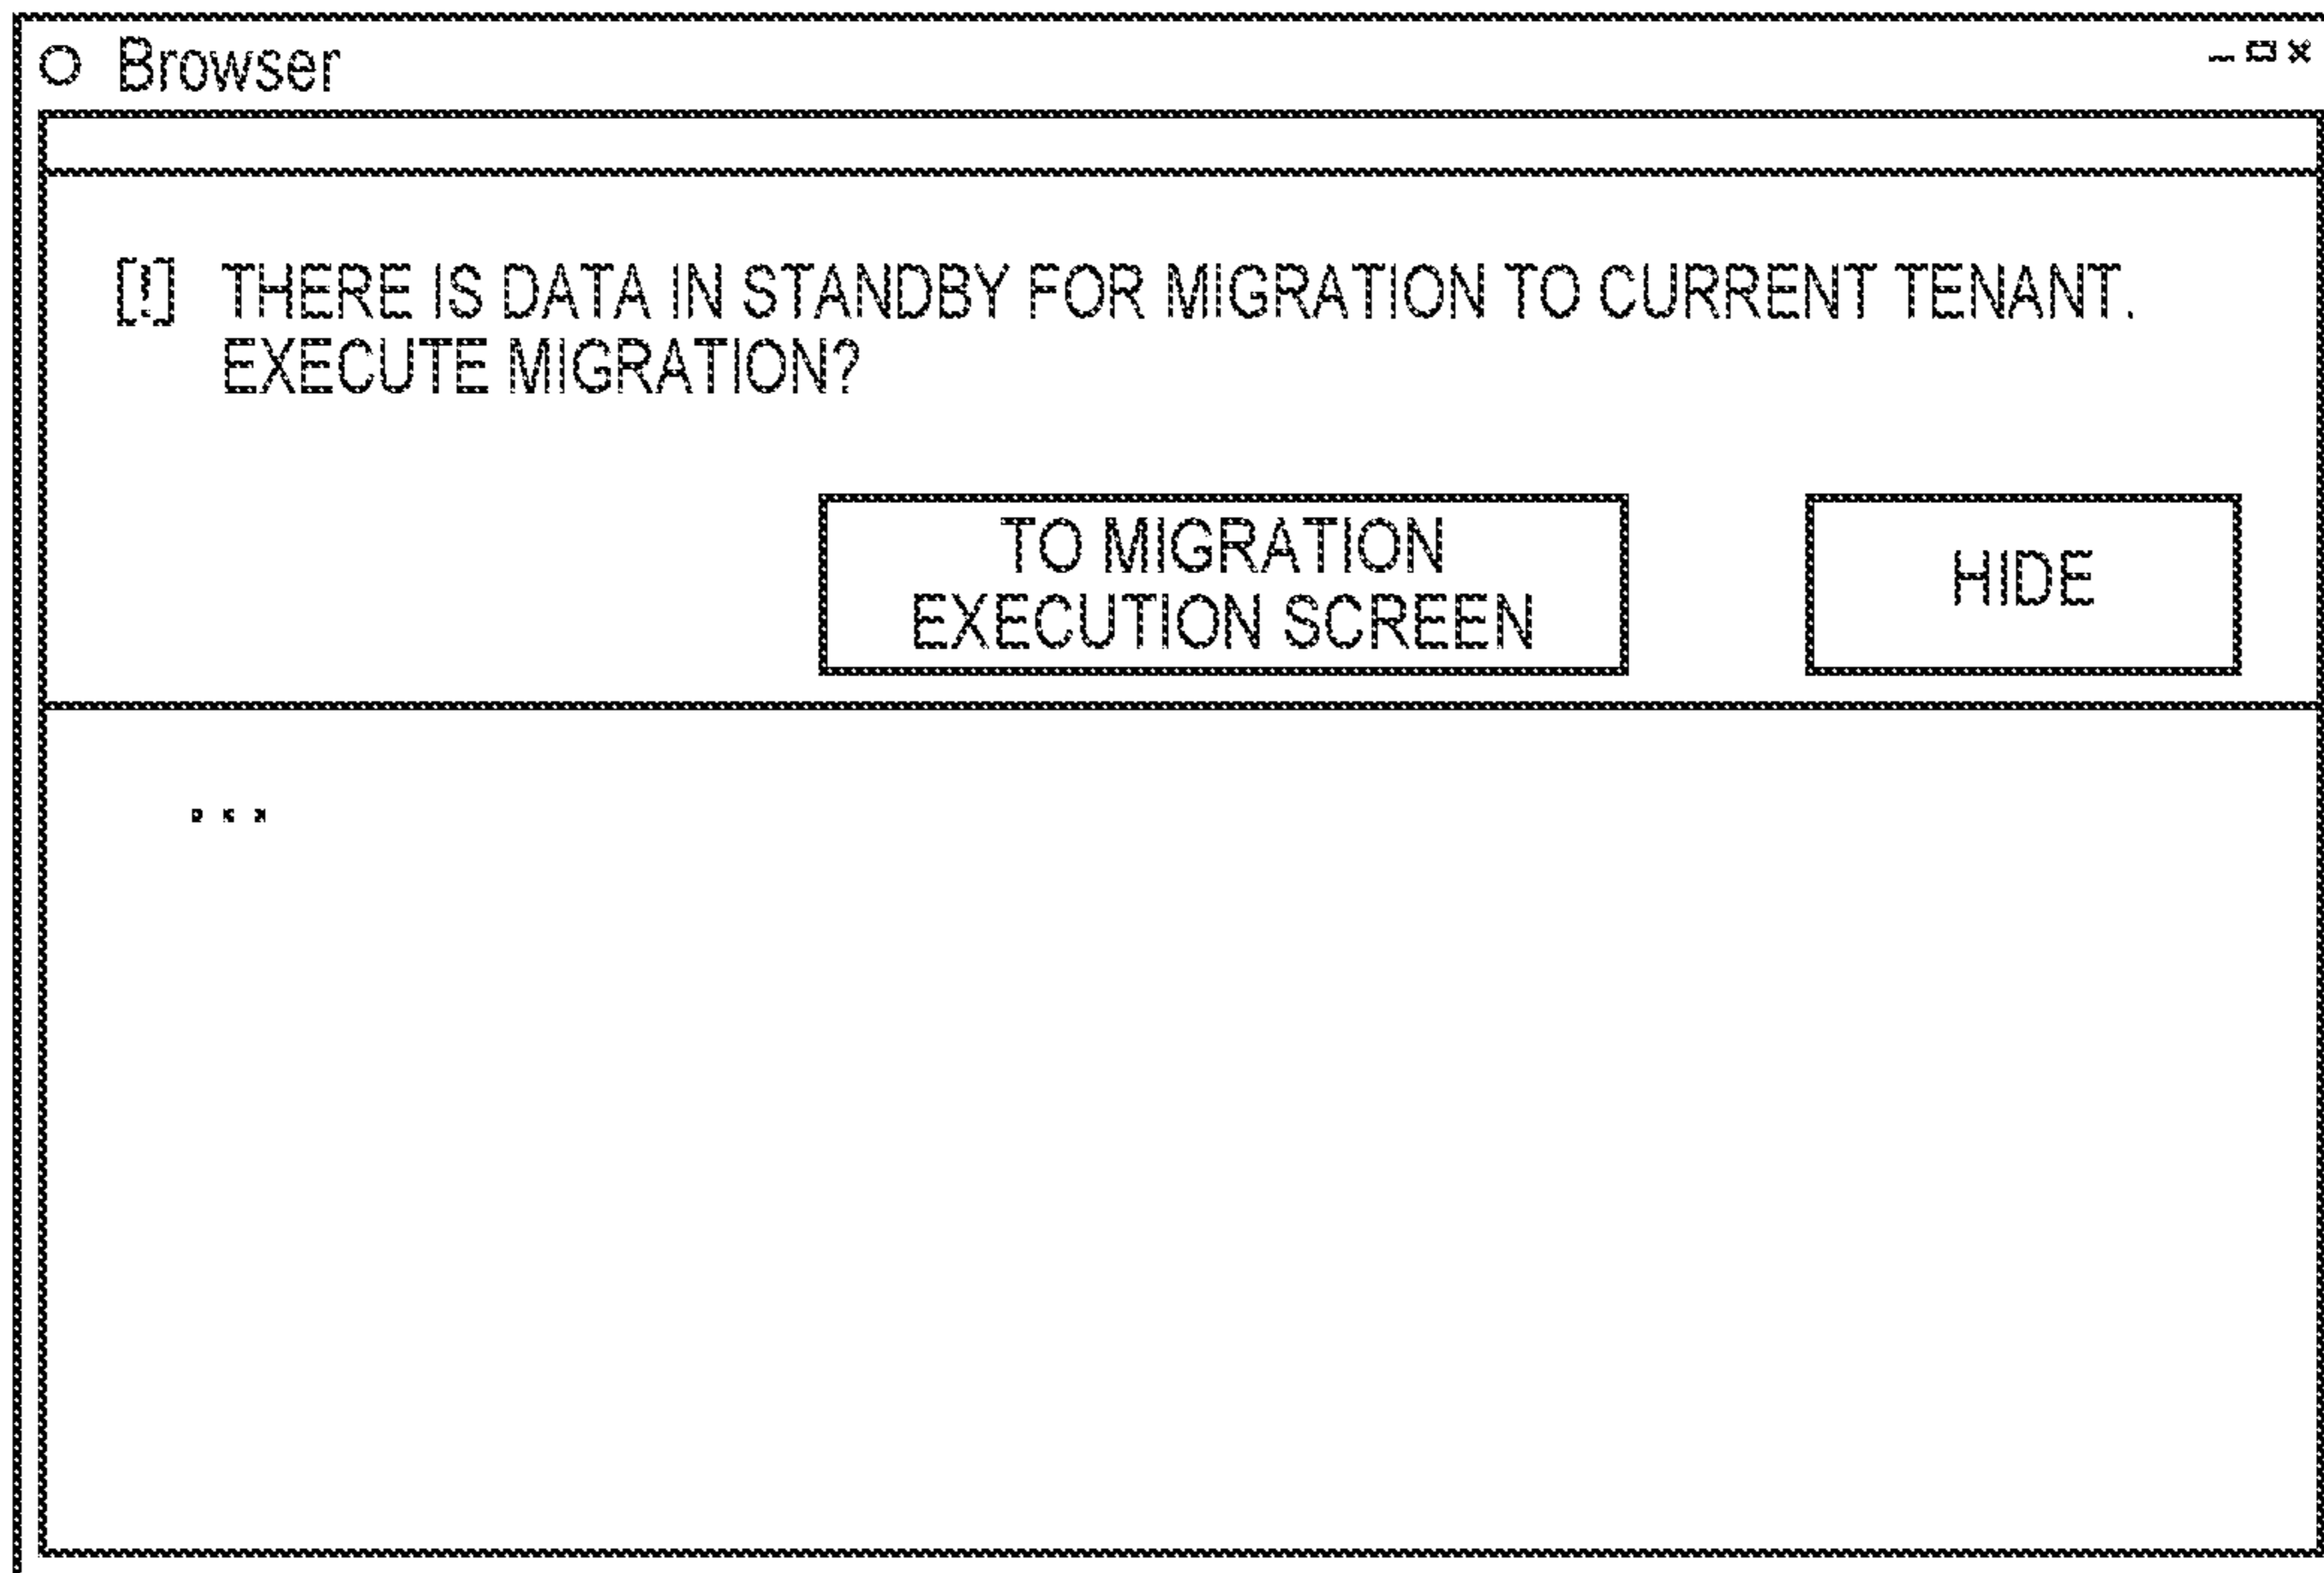 Browser
[!] THERE IS DATA IN STANDBY FOR MIGRATION TO CURRENT TENANT.
EXECUTE MIGRATION?
TO MIGRATION
EXECUTION SCREEN
HIDE
...